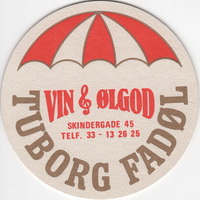 VIN & ØLGOD
SKINDERGADE 45
TELF. 33 - 13 26 25
TUBORG FADØL